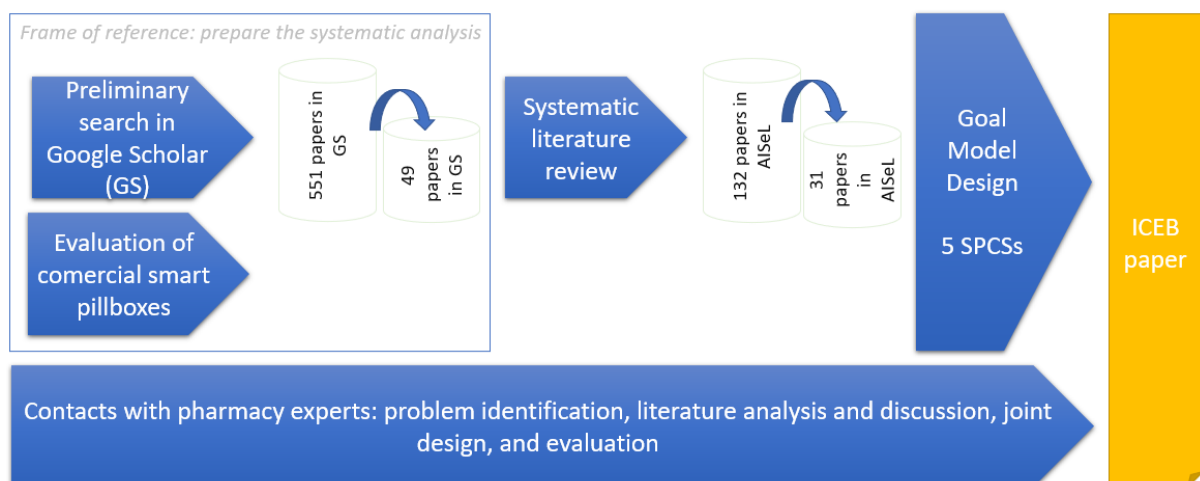 Frame of reference: prepare the systematic analysis
Preliminary
search in
Google Scholar
(GS)
551 papers in
GS
49
papers
in GS
Evaluation of
comercial smart
pillboxes
Systematic
literature
review
132 papers in
AISeL
31
papers
in
AISeL
Goal
Model
Design
5 SPCSs
ICEB
paper
Contacts with pharmacy experts: problem identification, literature analysis and discussion, joint
design, and evaluation